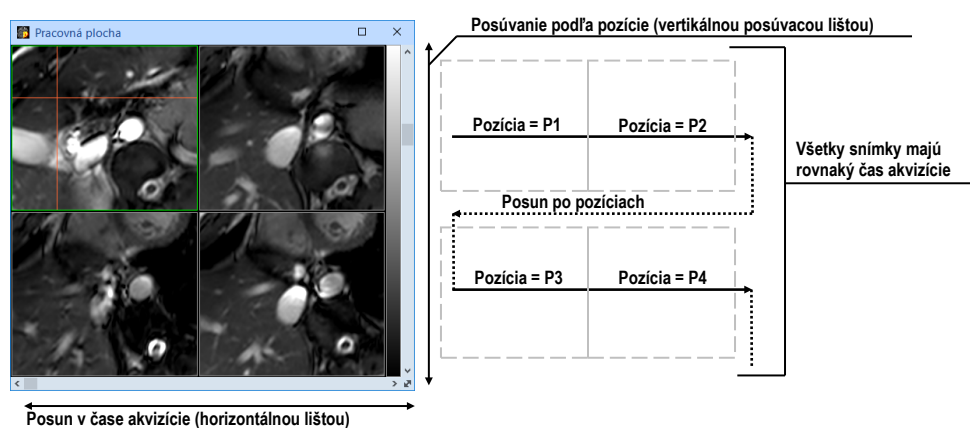 Pracovná plocha
Posúvanie podľa pozície (vertikálnou posúvacou lištou)
Pozícia = P1
Pozícia = P2
Všetky snímky majú
rovnaký čas akvizície
Posun po pozíciach
Pozícia = P3
Pozícia = P4
Posun v čase akvizície (horizontálnou lištou)